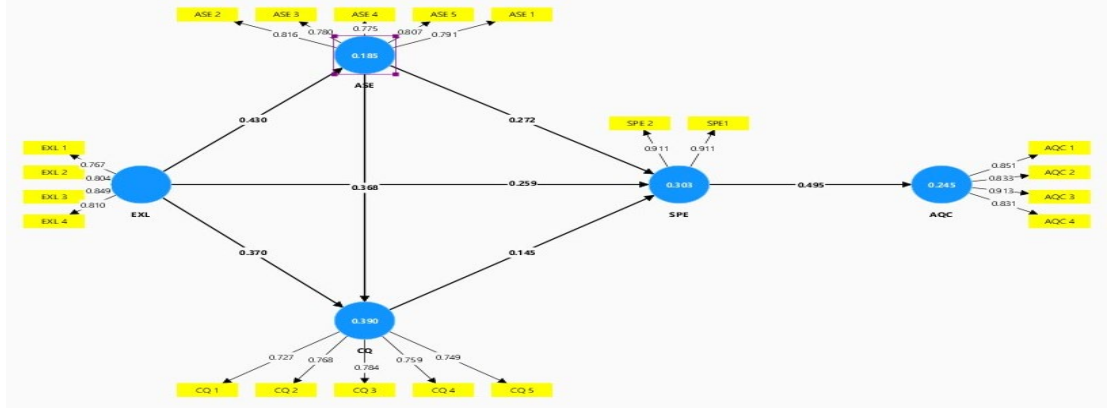 ASE 2 ASE 3 ASE 4 ASE 5 ASE 1
0.816 0.780 0.775 0.807 0.791
0.185
ASE
0.430
0.272
SPE 2 SPE1
0.911 0.911
EXL 1
EXL 2
EXL 3
EXL 4
0.767
0.804
0.849
0.810
EXL
0.368
0.259
0.303
SPE
0.495
0.245
AQC
0.851
0.833
0.913
0.831
AQC 1
AQC 2
AQC 3
AQC 4
0.370
0.145
0.390
CQ
0.727 0.768 0.784 0.759 0.749
CQ 1 CQ 2 CQ 3 CQ 4 CQ 5